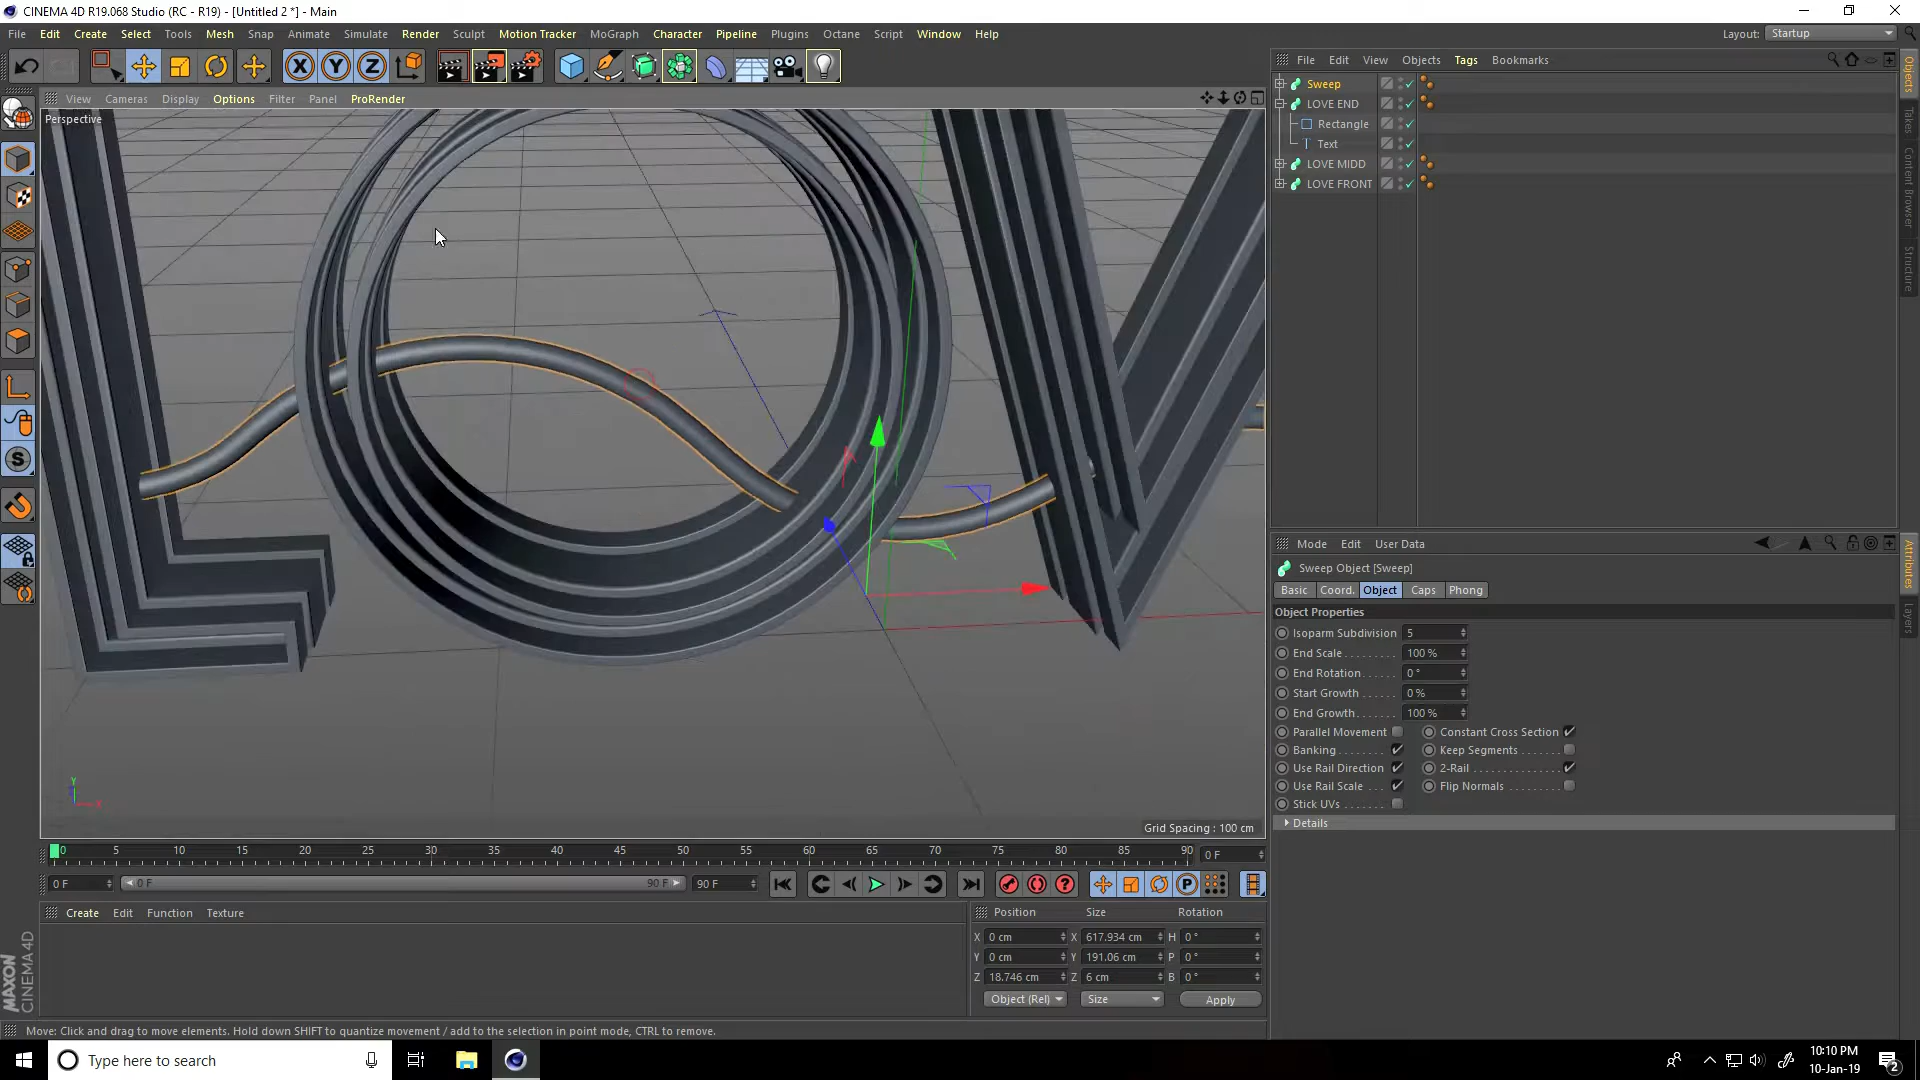 CINEMA 4D R19.068 Studio (RC - R19) - [Untitled 2 *] - Main
File Edit Create Select Tools Mesh Snap Animate Simulate Render Sculpt Motion Tracker MoGraph Character Pipeline Plugins Octane Script Window Help Layout: Startup
X Y Z
File Edit View Objects Tags Bookmarks
View Cameras Display Options Filter Panel ProRender
Perspective
Sweep
LOVE END
Rectangle
Text
LOVE MIDD
LOVE FRONT
Objects
Takes
Content Browser
Structure
S
Mode Edit User Data
Sweep Object [Sweep]
Basic Coord. Object Caps Phong
Object Properties
Isoparm Subdivision 5
End Scale . . . . . . . . 100 %
End Rotation . . . . . . 0 °
Start Growth . . . . . . 0 %
End Growth. . . . . . . 100 %
Parallel Movement Constant Cross Section
Banking. . . . . . . . Keep Segments . . . . . . .
Use Rail Direction 2-Rail . . . . . . . . . . . . . .
Use Rail Scale . . . Flip Normals . . . . . . . .
Stick UVs . . . . . .
Details
Attributes
Layers
Y
X
Grid Spacing : 100 cm
0 5 10 15 20 25 30 35 40 45 50 55 60 65 70 75 80 85 90 0 F
0 F 0 F 90 F 90 F
P
Create Edit Function Texture
Position Size Rotation
X 0 cm X 617.934 cm H 0 °
Y 0 cm Y 191.06 cm P 0 °
Z 18.746 cm Z 6 cm B 0 °
Object (Rel) Size Apply
MAXON
CINEMA 4D
Move: Click and drag to move elements. Hold down SHIFT to quantize movement / add to the selection in point mode, CTRL to remove.
Type here to search
10:10 PM
10-Jan-19
2